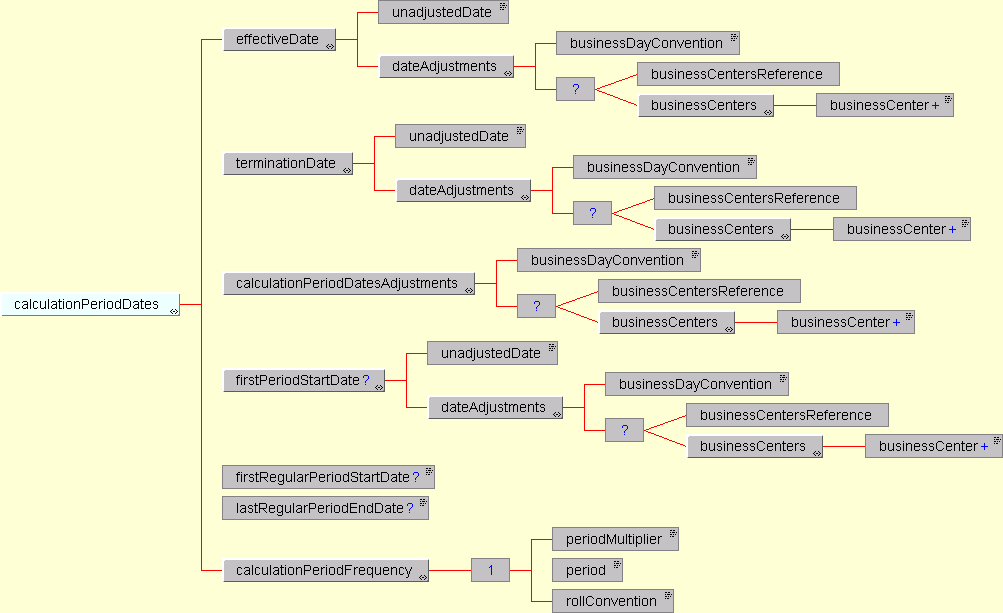 unadjustedDate
effectiveDate
businessDayConvention
dateAdjustments
businessCentersReference
?
businessCenters
businessCenter+
unadjustedDate
terminationDate
businessDayConvention
dateAdjustments
businessCentersReference
?
businessCenters
businessCenter+
businessDayConvention
calculationPeriodDatesAdjustments
businessCentersReference
calculationPeriodDates
?
businessCenters
businessCenter+
unadjustedDate
firstPeriodStartDate?
businessDayConvention
dateAdjustments
businessCentersReference
?
businessCenters
businessCenter+
firstRegularPeriodStartDate?
lastRegularPeriodEndDate?
periodMultiplier
calculationPeriodFrequency
1
period
rollConvention